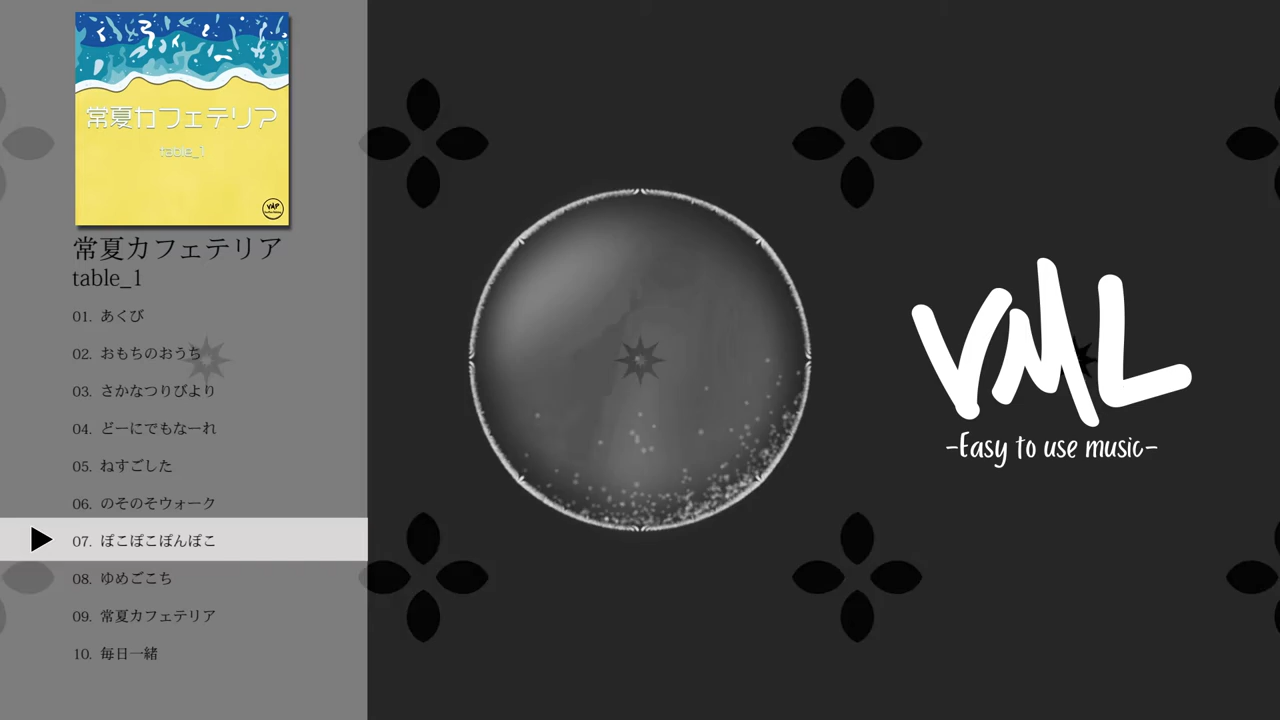 常夏カフェテリア
table_1
VMP
常夏カフェテリア
table_1
01. あくび
02. おもちのおうち
03. さかなつりびより
04. どーにでもなーれ
05. ねすごした
06. のそのそウォーク
07. ぽこぽこぽんぽこ
08. ゆめごこち
09. 常夏カフェテリア
10. 毎日一緒
VML
-Easy to use music-